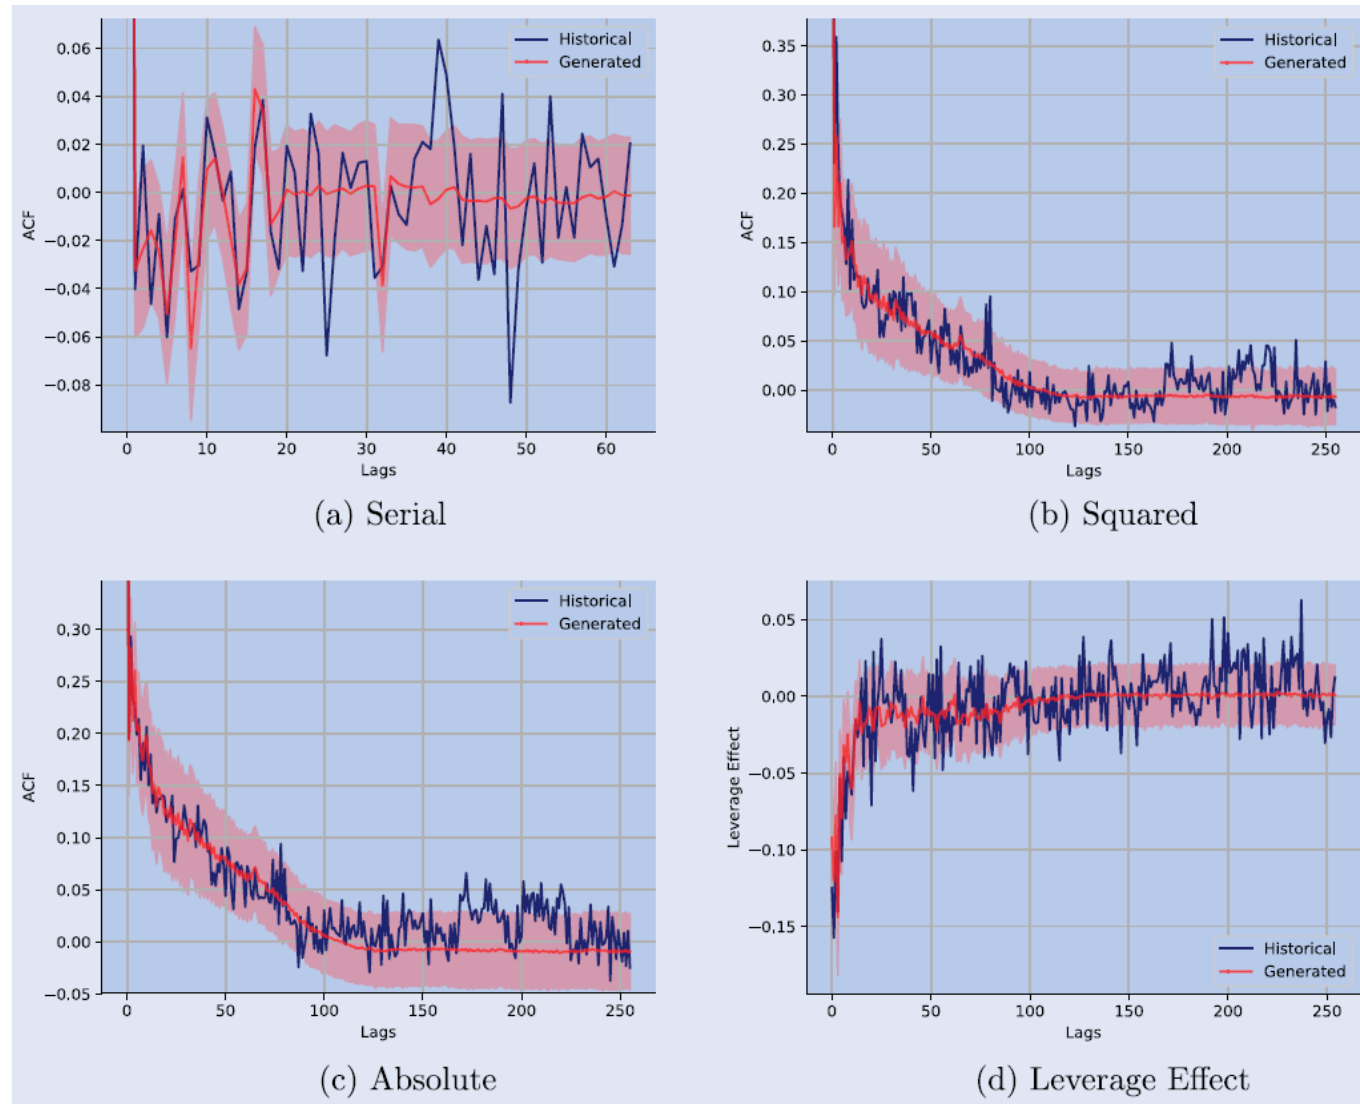 0.06
0.04
0.02
0.00
−0.02
−0.04
−0.06
−0.08
ACF
Historical
Generated
0 10 20 30 40 50 60
Lags
(a) Serial
0.35
0.30
0.25
0.20
0.15
0.10
0.05
0.00
ACF
Historical
Generated
0 50 100 150 200 250
Lags
(b) Squared
0.30
0.25
0.20
0.15
0.10
0.05
0.00
−0.05
ACF
Historical
Generated
0 50 100 150 200 250
Lags
(c) Absolute
0.05
0.00
−0.05
−0.10
−0.15
Leverage Effect
Historical
Generated
0 50 100 150 200 250
Lags
(d) Leverage Effect